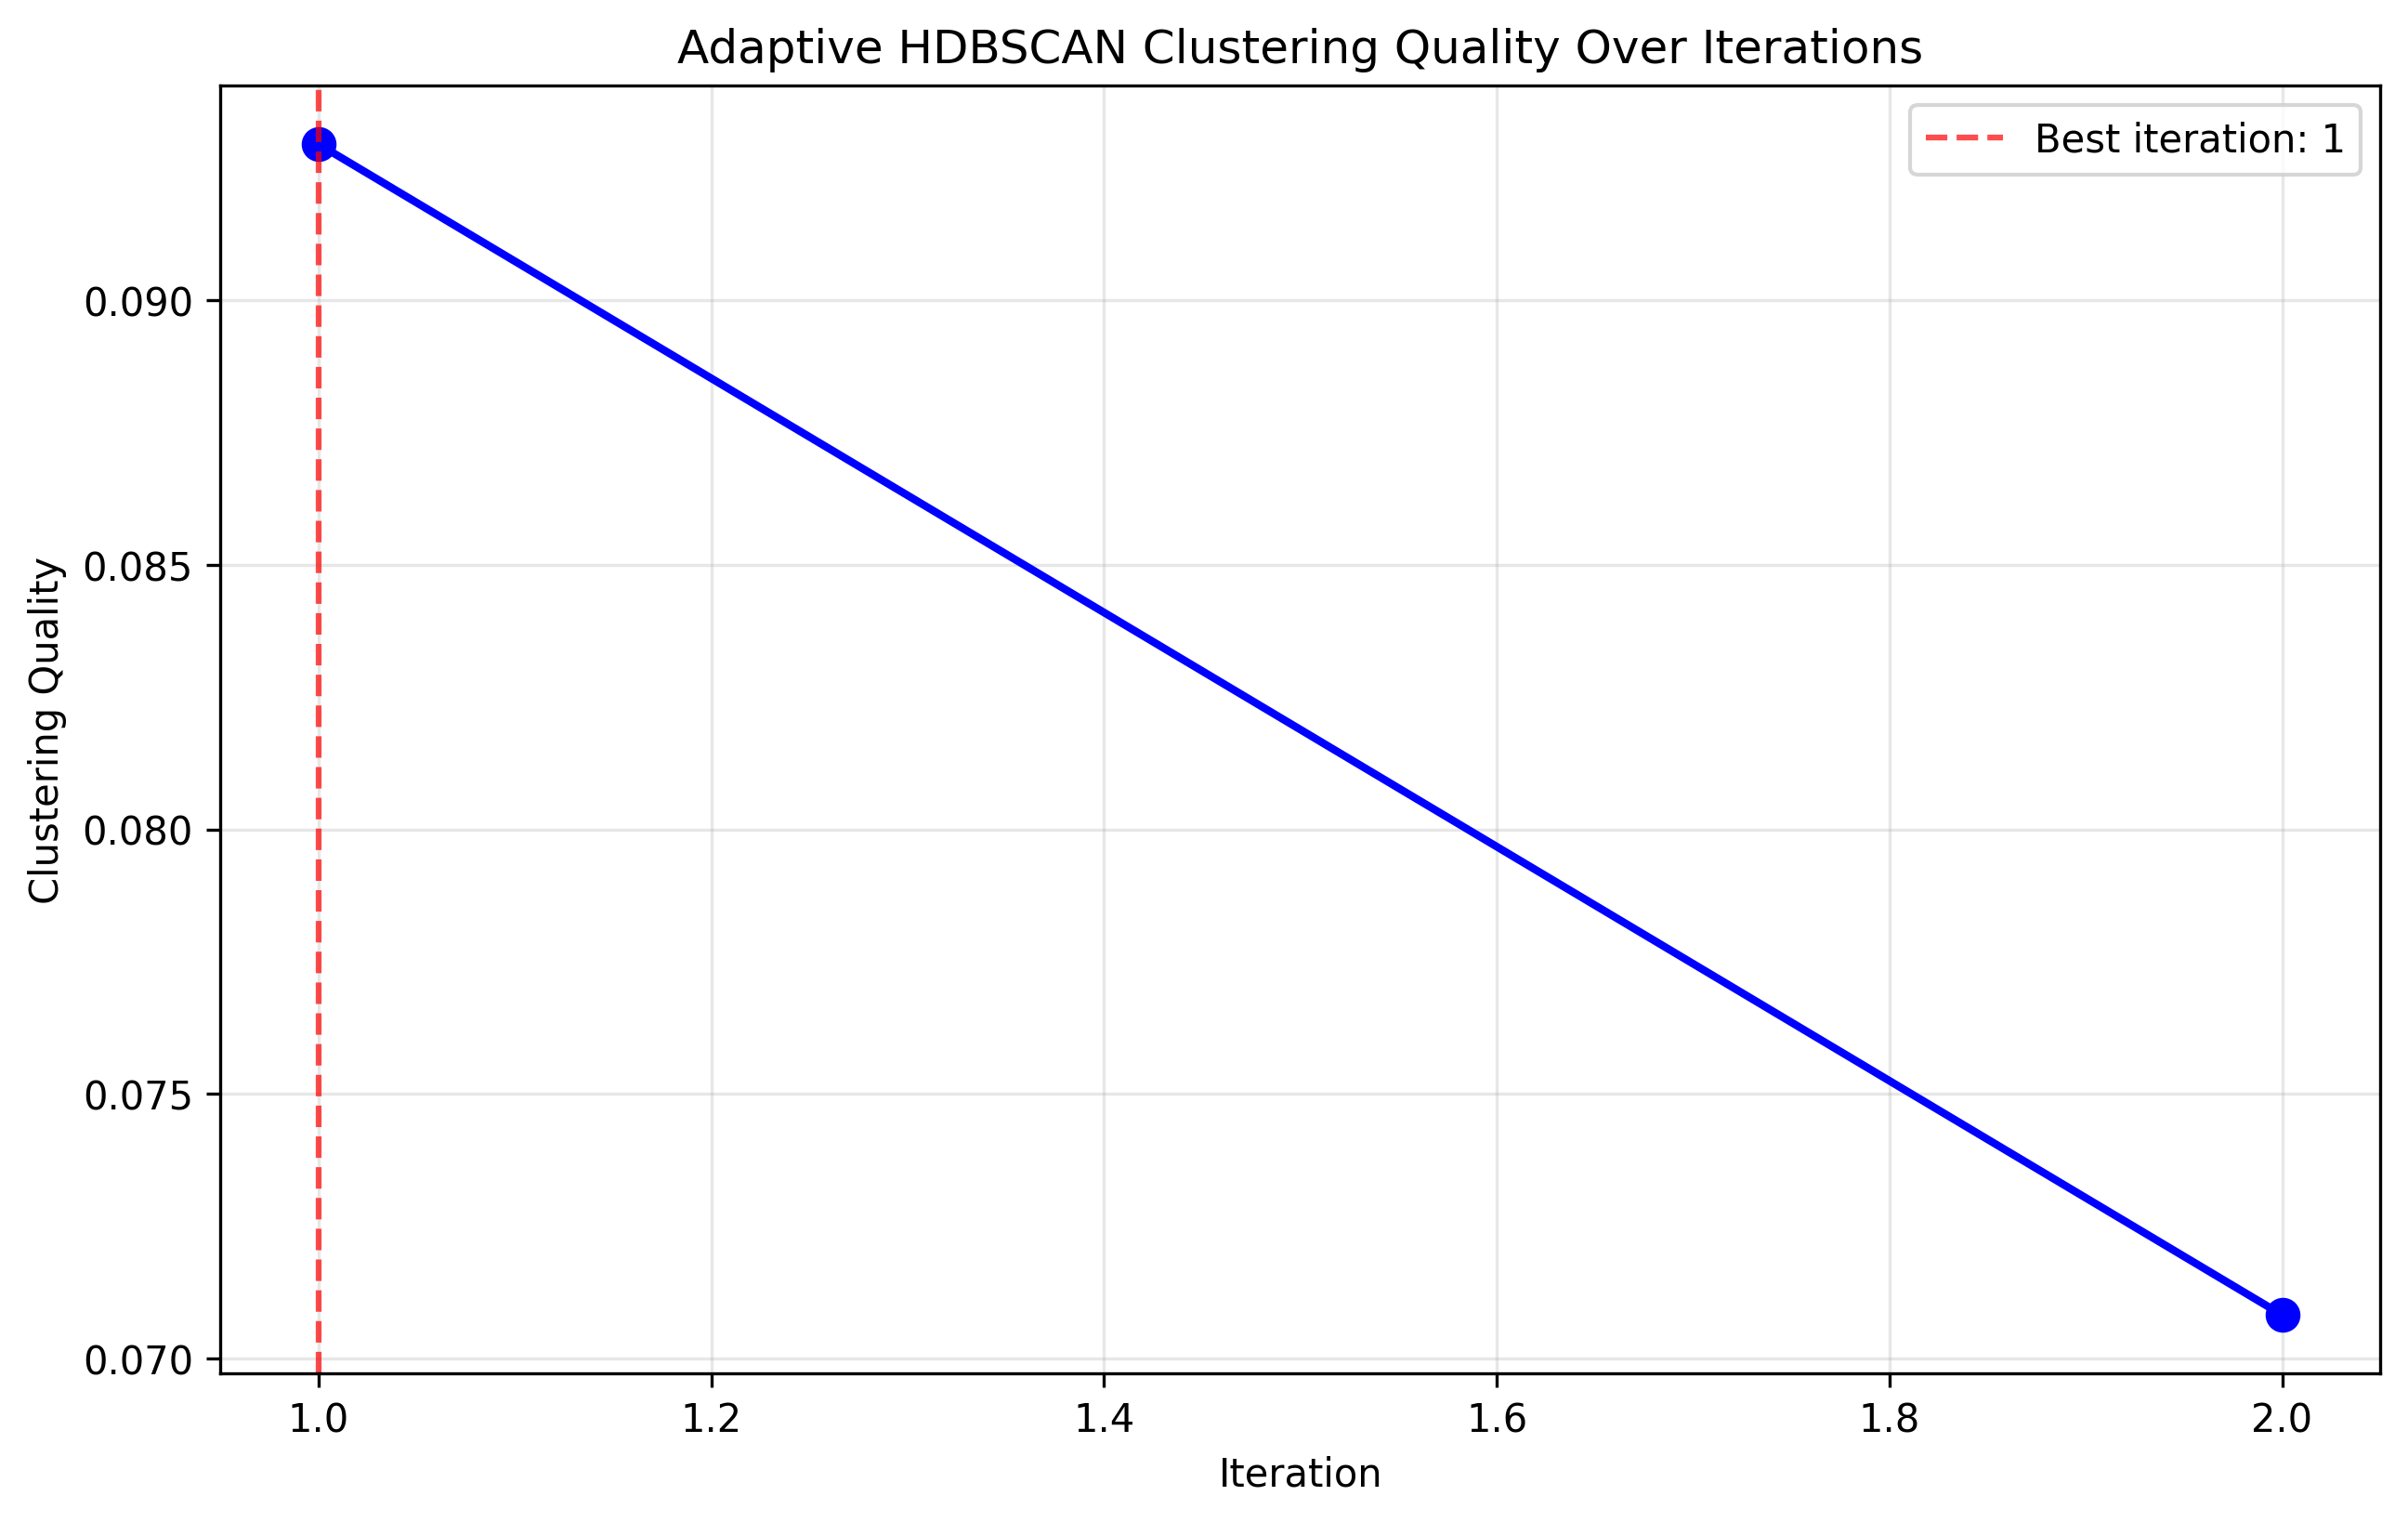 Adaptive HDBSCAN Clustering Quality Over Iterations
Best iteration: 1
Clustering Quality
0.090
0.085
0.080
0.075
0.070
1.0 1.2 1.4 1.6 1.8 2.0
Iteration